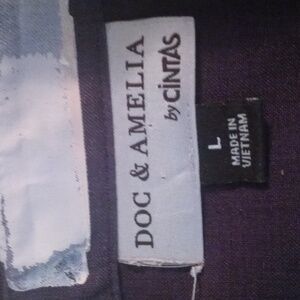 DOC & AMELIA
by CINTAS
L
MADE IN
VIETNAM